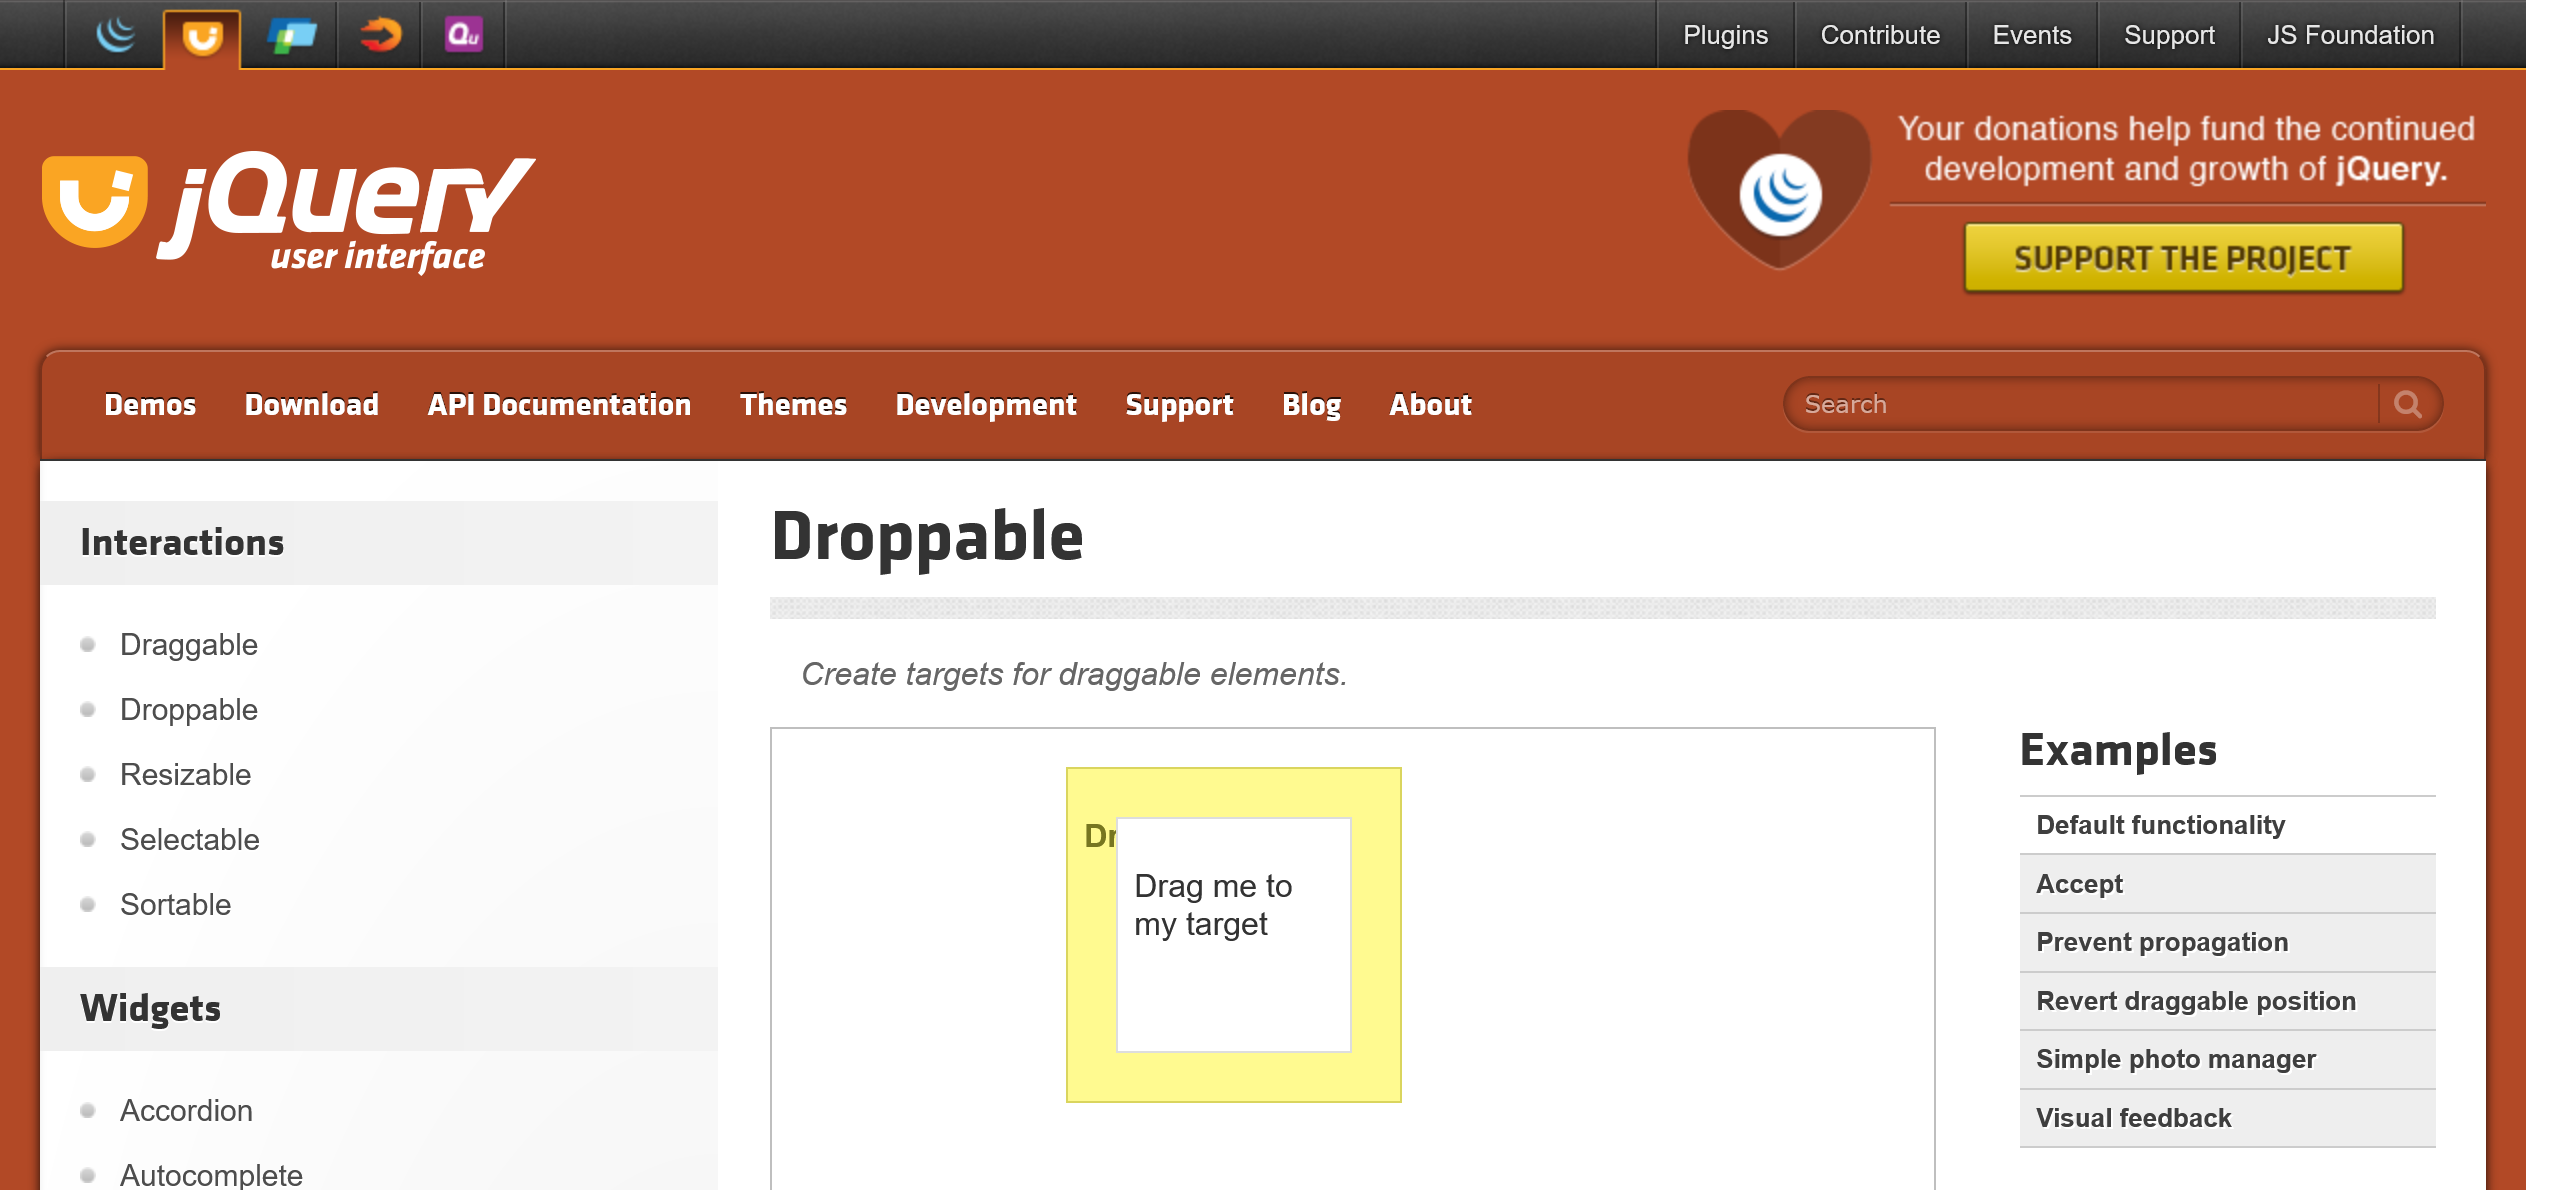 Qu
Plugins
Contribute
Events
Support
JS Foundation
jQuery
user interface
Your donations help fund the continued
development and growth of jQuery.
SUPPORT THE PROJECT
Demos
Download
API Documentation
Themes
Development
Support
Blog
About
Search
Interactions
Draggable
Droppable
Resizable
Selectable
Sortable
Widgets
Accordion
Autocomplete
Droppable
Create targets for draggable elements.
Dr
Drag me to
my target
Examples
Default functionality
Accept
Prevent propagation
Revert draggable position
Simple photo manager
Visual feedback